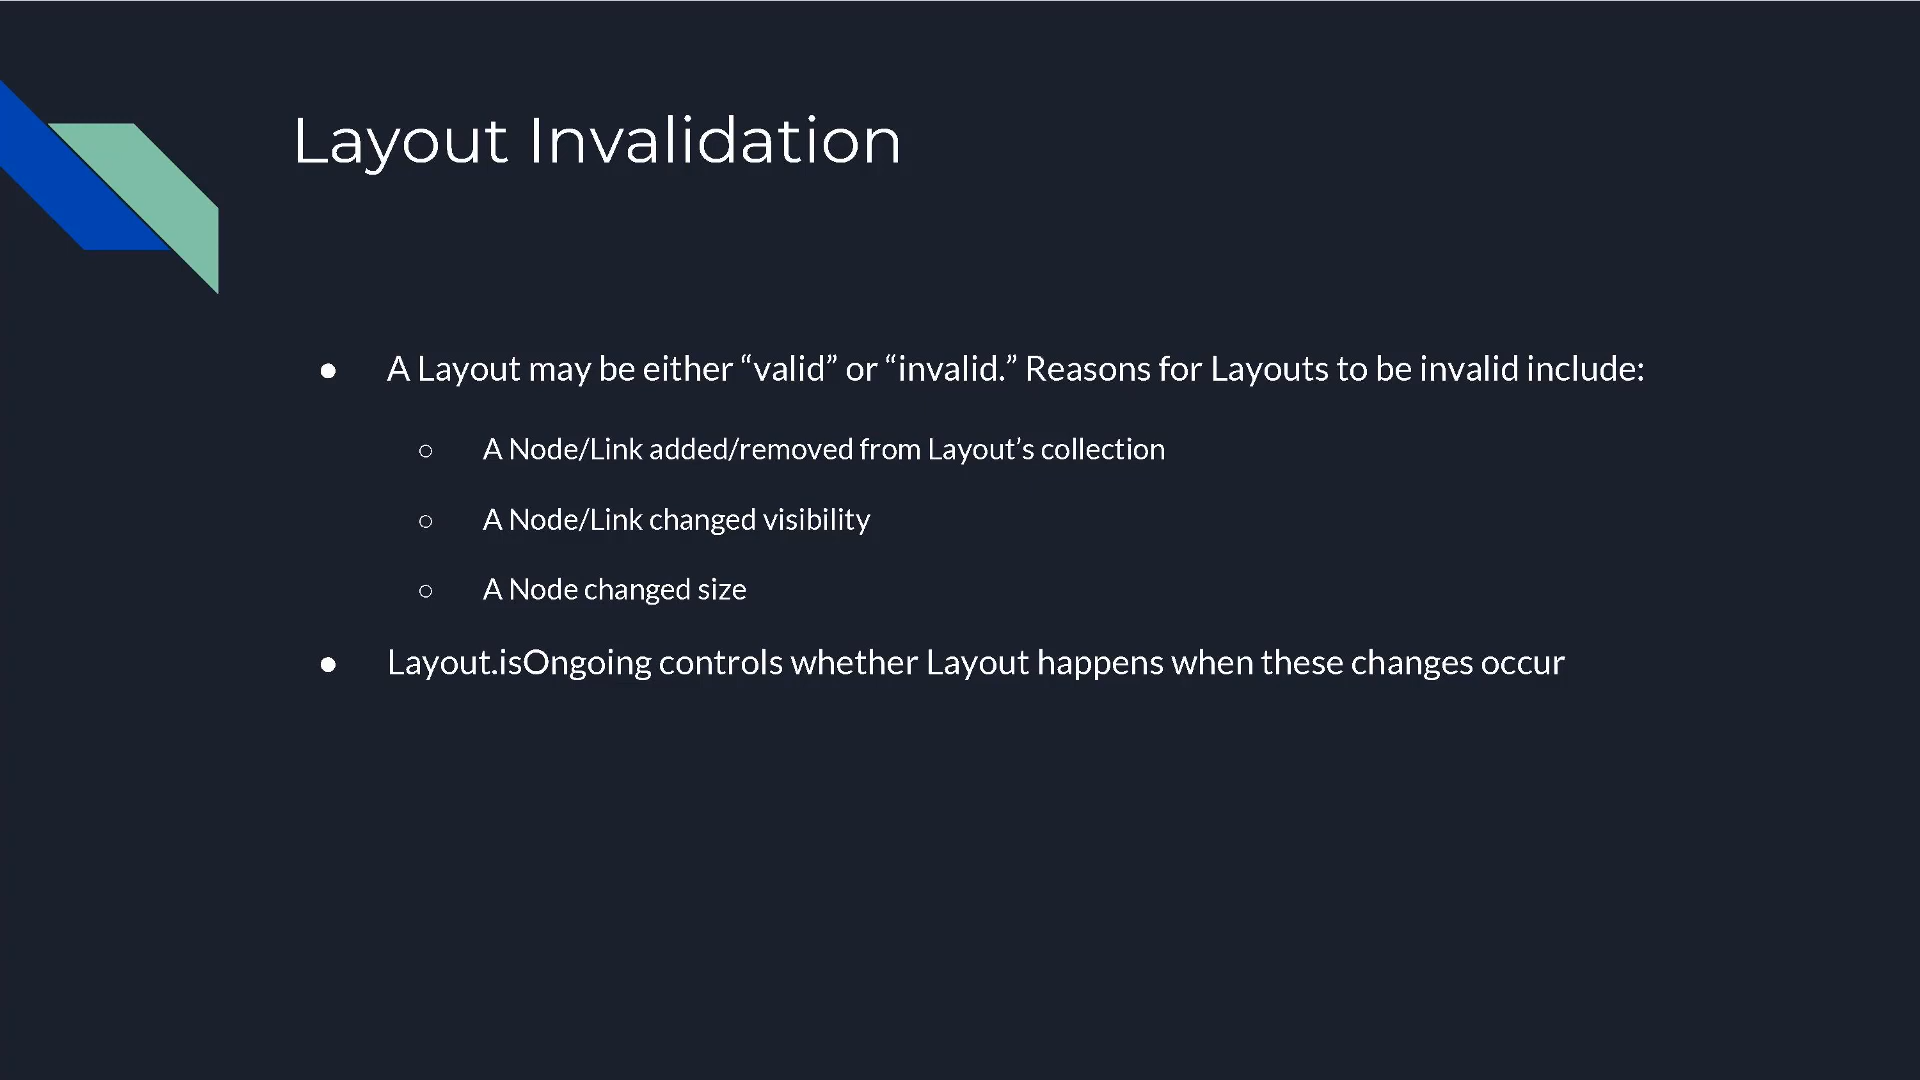 Layout Invalidation
● A Layout may be either “valid” or “invalid.” Reasons for Layouts to be invalid include:
○ A Node/Link added/removed from Layout’s collection
○ A Node/Link changed visibility
○ A Node changed size
● Layout.isOngoing controls whether Layout happens when these changes occur